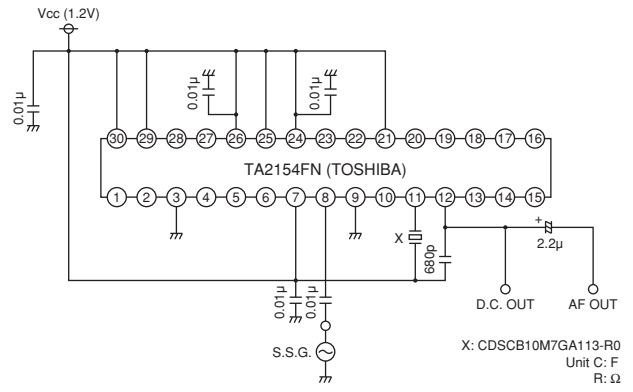 Vcc (1.2V)
0.01μ
0.01μ
0.01μ
30 29 28 27 26 25 24 23 22 21 20 19 18 17 16
TA2154FN (TOSHIBA)
1 2 3 4 5 6 7 8 9 10 11 12 13 14 15
X
680p
+
2.2μ
0.01μ
0.01μ
D.C. OUT
AF OUT
S.S.G.
X: CDSCB10M7GA113-R0
Unit C: F
R: Ω